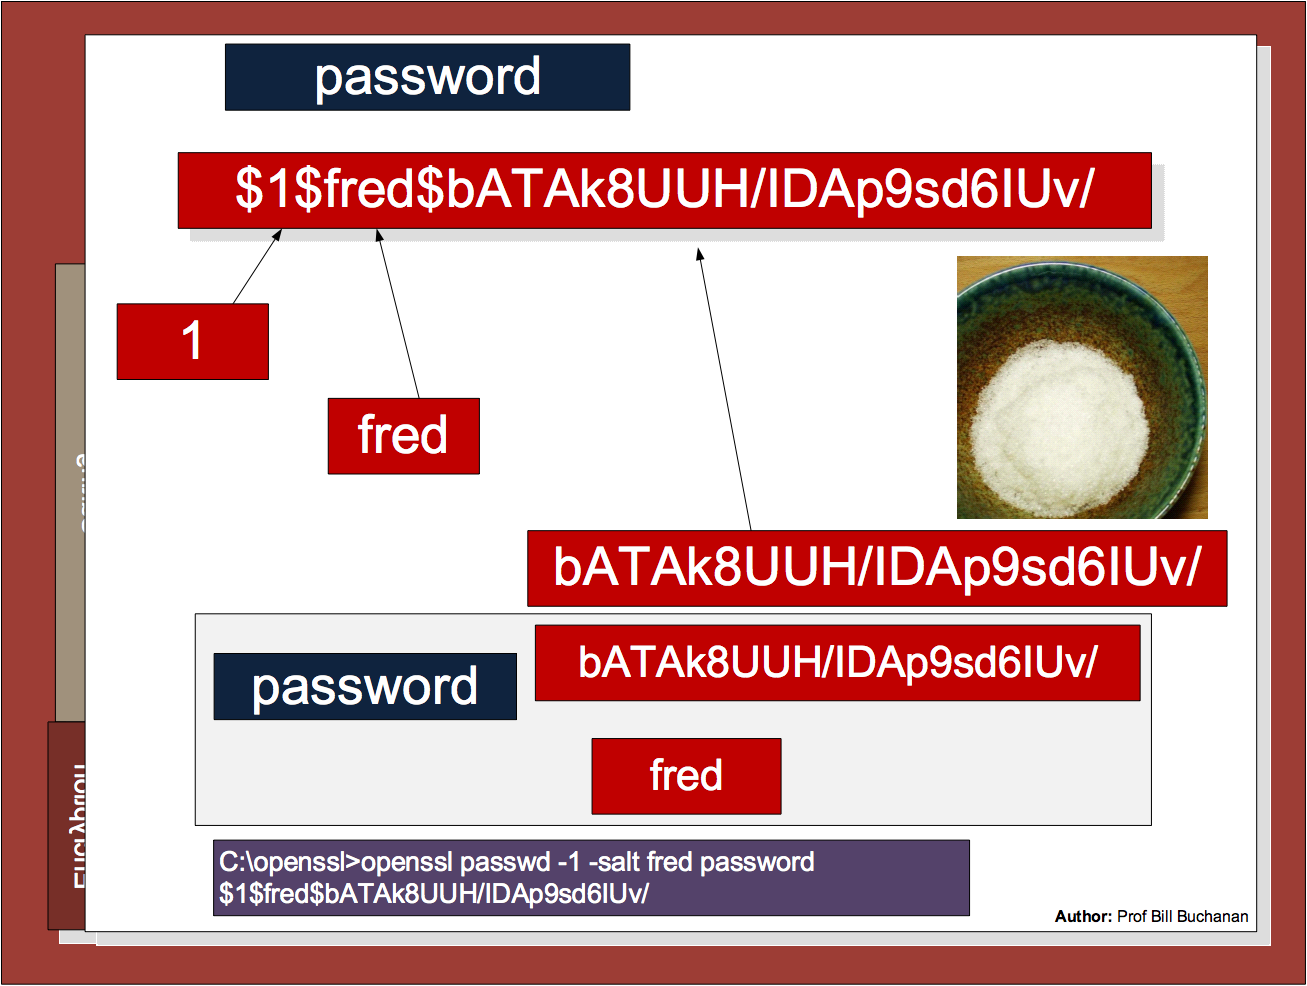 password
$1$fred$bATAk8UUH/IDAp9sd6IUv/
1
fred
bATAk8UUH/IDAp9sd6IUv/
password
bATAk8UUH/IDAp9sd6IUv/
fred
C:\openssl>openssl passwd -1 -salt fred password
$1$fred$bATAk8UUH/IDAp9sd6IUv/
Author: Prof Bill Buchanan